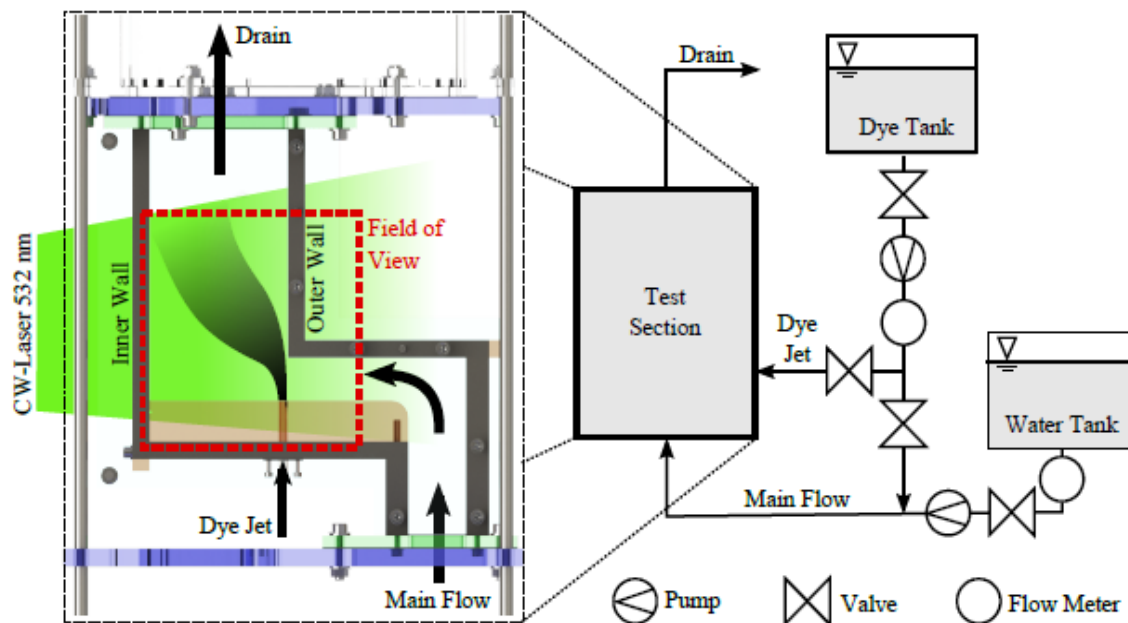 Drain
Field of
View
Inner Wall
Outer Wall
CW-Laser 532 nm
Dye Jet
Main Flow
Drain
Dye Tank
Test
Section
Dye
Jet
Water Tank
Main Flow
Pump
Valve
Flow Meter